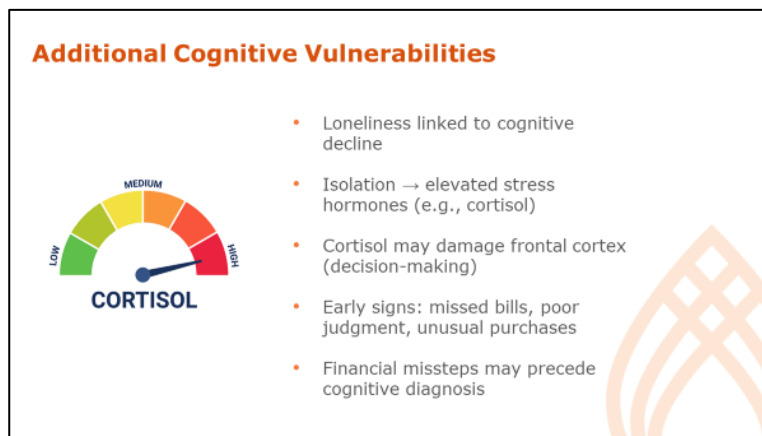 Additional Cognitive Vulnerabilities
LOW
MEDIUM
HIGH
CORTISOL
• Loneliness linked to cognitive
decline
• Isolation → elevated stress
hormones (e.g., cortisol)
• Cortisol may damage frontal cortex
(decision-making)
• Early signs: missed bills, poor
judgment, unusual purchases
• Financial missteps may precede
cognitive diagnosis